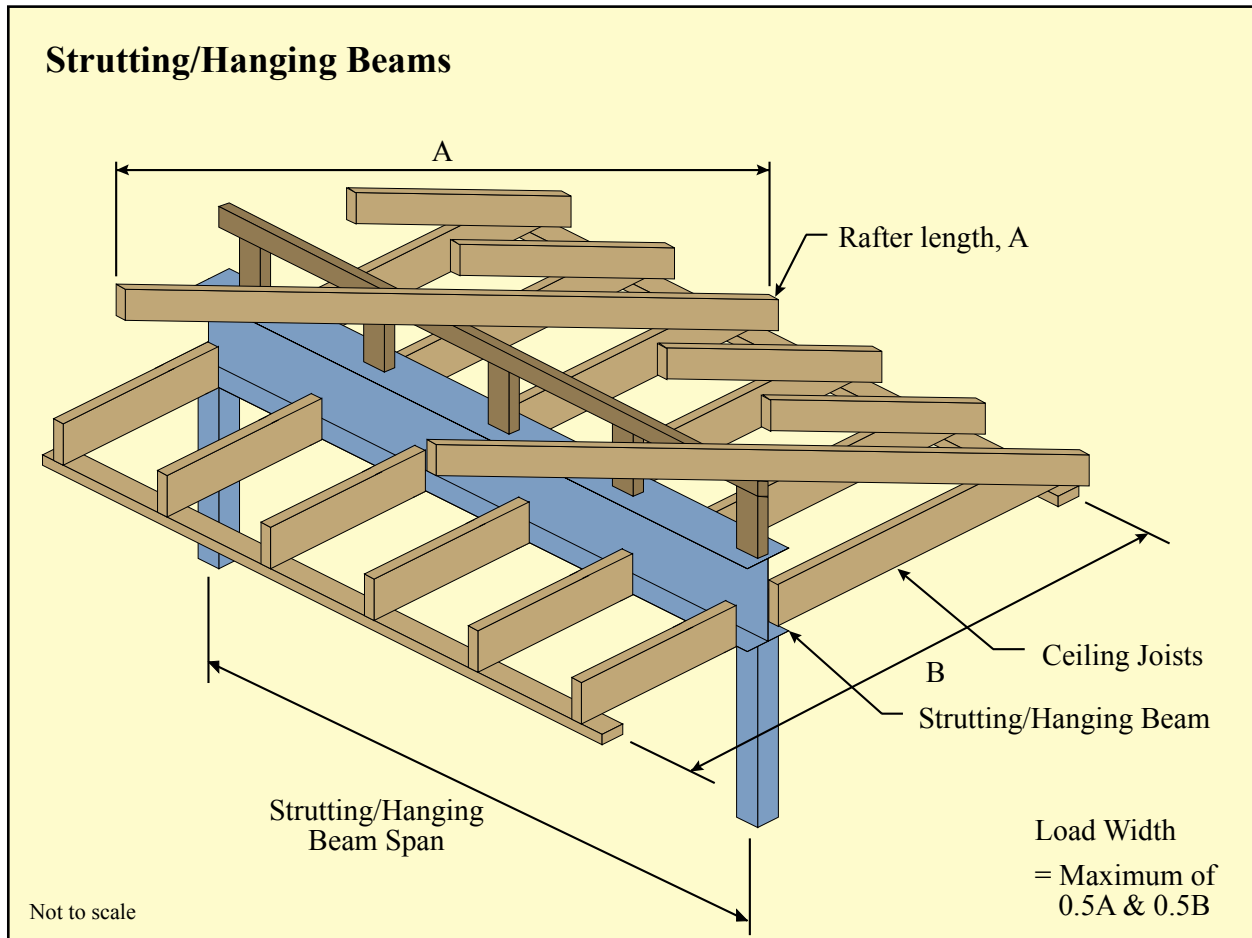 Strutting/Hanging Beams
A
Rafter length, A
Ceiling Joists
B
Strutting/Hanging Beam
Strutting/Hanging
Beam Span
Load Width
= Maximum of
0.5A & 0.5B
Not to scale